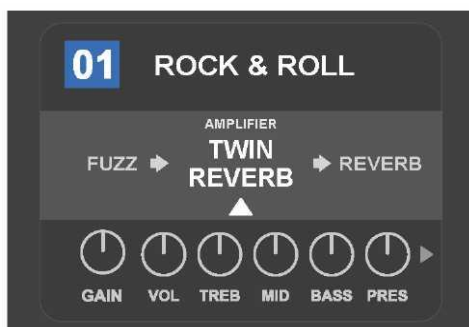 01 ROCK & ROLL
AMPLIFIER
FUZZ TWIN REVERB REVERB
GAIN VOL TREB MID BASS PRES